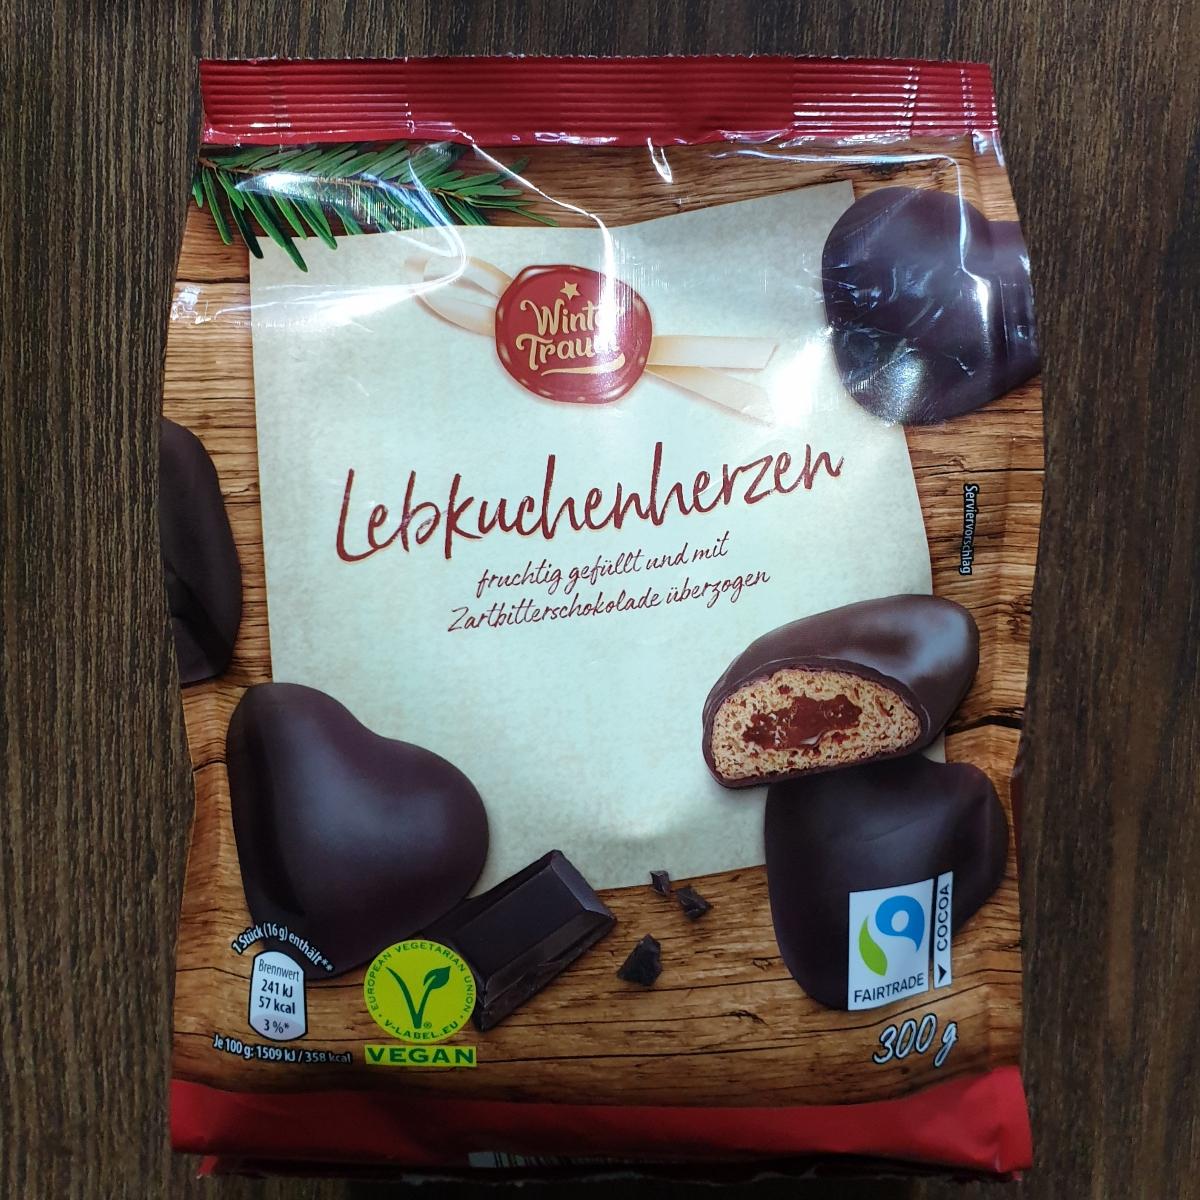 Winter
Traum
Lebkuchenherzen
fruchtig gefüllt und mit
Zartbitterschokolade überzogen
Serviervorschlag
1 Stück (16 g) enthält**
Brennwert
241 kJ
57 kcal
3 %*
Je 100 g: 1509 kJ / 358 kcal
EUROPEAN VEGETARIAN UNION
V-LABEL.EU
®
VEGAN
FAIRTRADE
COCOA
300 g